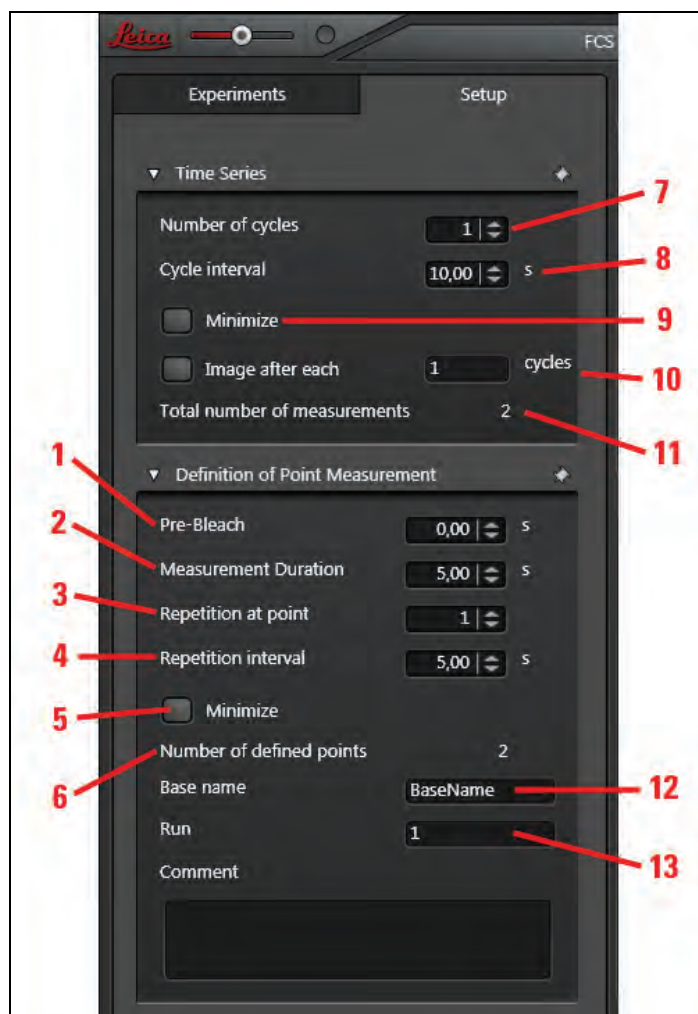 Leica
FCS
Experiments Setup
Time Series
7
Number of cycles 1
8
Cycle interval 10,00 s
Minimize
9
Image after each 1 cycles
10
Total number of measurements 2
11
1
Definition of Point Measurement
2
Pre-Bleach 0,00 s
Measurement Duration 5,00 s
3
Repetition at point 1
4
Repetition interval 5,00 s
5
Minimize
6
Number of defined points 2
Base name BaseName
12
Run 1
13
Comment